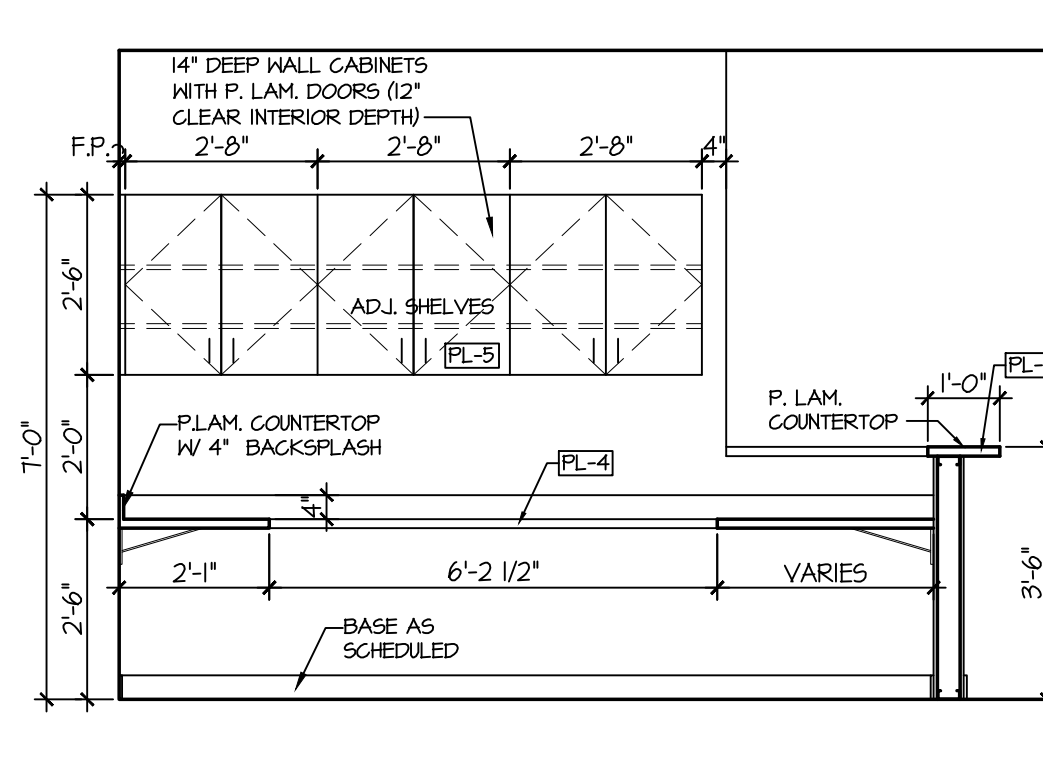 14" DEEP WALL CABINETS
WITH P. LAM. DOORS (12"
CLEAR INTERIOR DEPTH)
F.P.
2'-8"
2'-8"
2'-8"
4"
2'-6"
ADJ. SHELVES
PL-5
7'-0"
2'-0"
P.LAM. COUNTERTOP
W/ 4" BACKSPLASH
P. LAM.
COUNTERTOP
1'-0"
PL-
PL-4
4"
2'-1"
6'-2 1/2"
VARIES
3'-6"
2'-6"
BASE AS
SCHEDULED